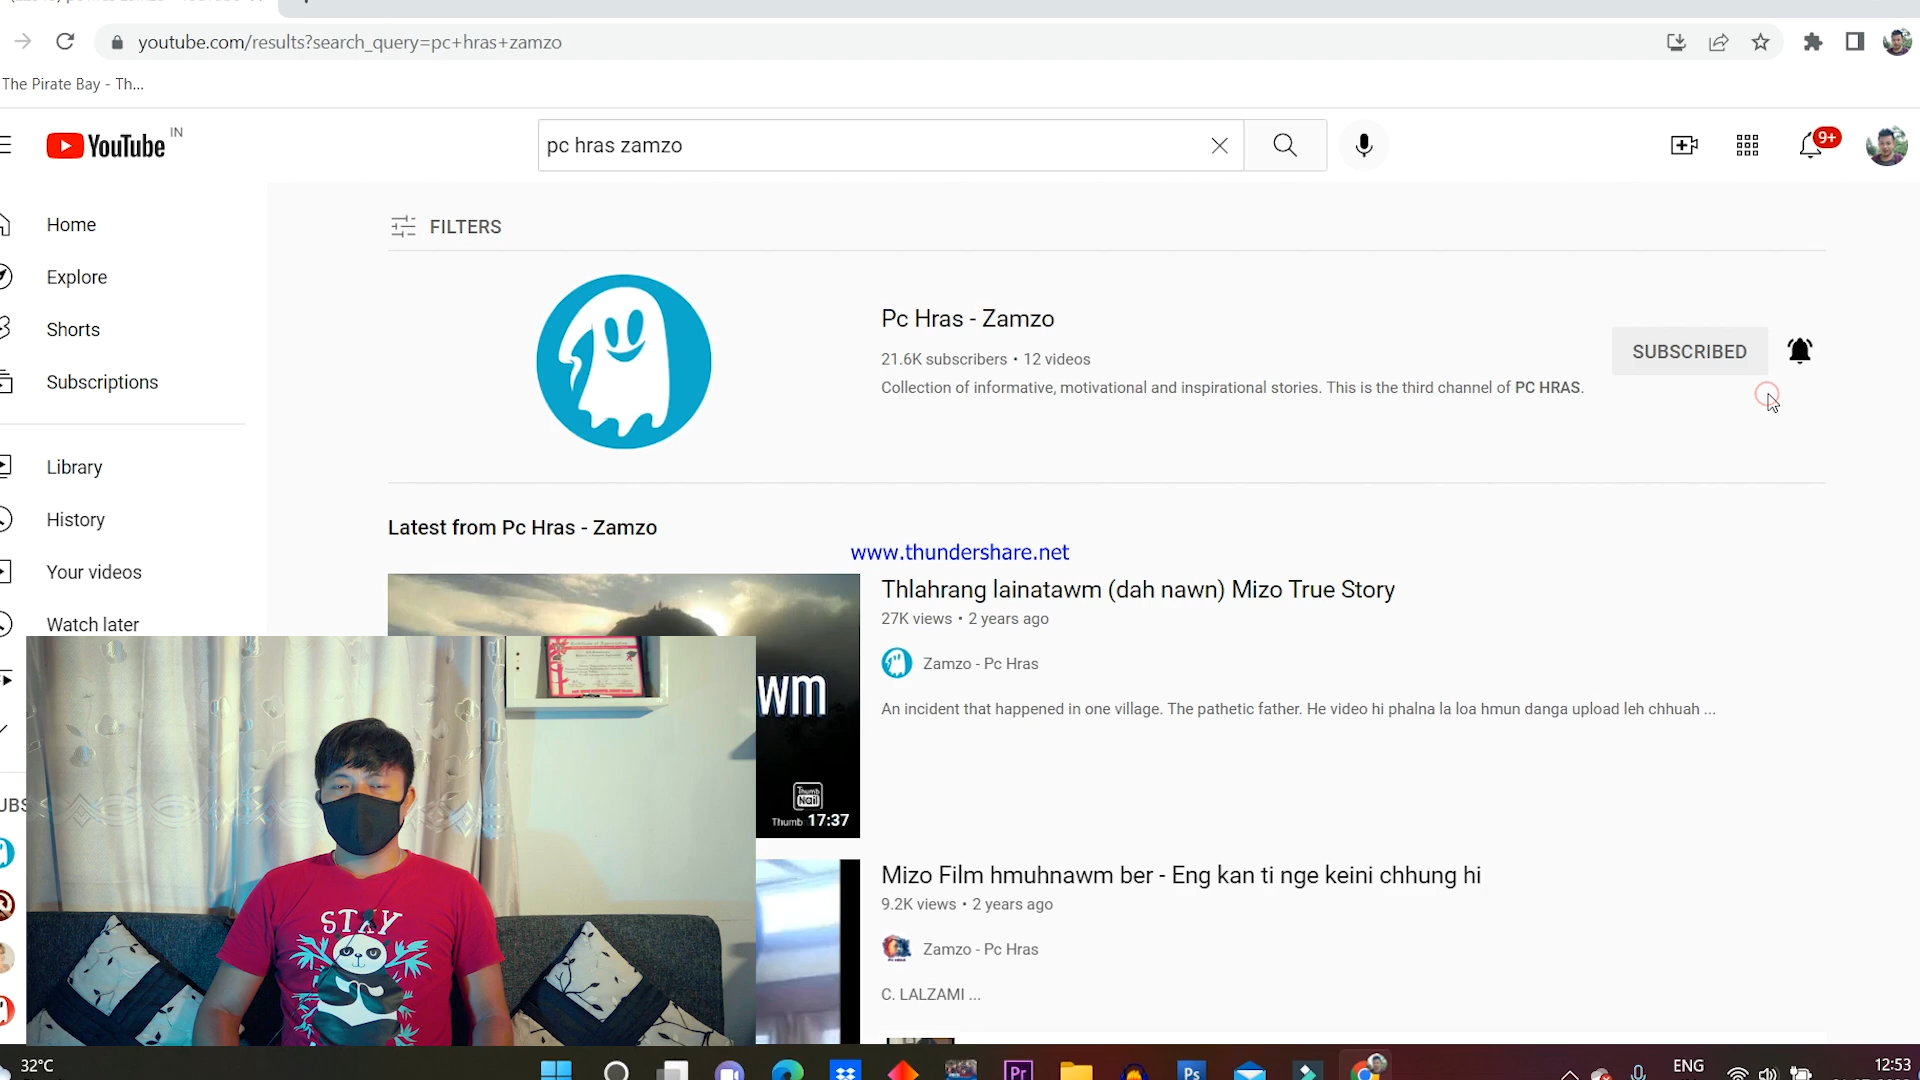 youtube.com/results?search_query=pc+hras+zamzo
The Pirate Bay - Th...
YouTube IN
pc hras zamzo
9+
Home
Explore
Shorts
Subscriptions
Library
History
Your videos
Watch later
FILTERS
Pc Hras - Zamzo
21.6K subscribers • 12 videos
Collection of informative, motivational and inspirational stories. This is the third channel of PC HRAS.
SUBSCRIBED
Latest from Pc Hras - Zamzo
www.thundershare.net
Thlahrang lainatawm (dah nawn) Mizo True Story
27K views • 2 years ago
Zamzo - Pc Hras
An incident that happened in one village. The pathetic father. He video hi phalna la loa hmun danga upload leh chhuah ...
wm
Thumb Nail
Thumb 17:37
Mizo Film hmuhnawm ber - Eng kan ti nge keini chhung hi
9.2K views • 2 years ago
Zamzo - Pc Hras
C. LALZAMI ...
STAY
32°C
Pr
Ps
ENG
12:53